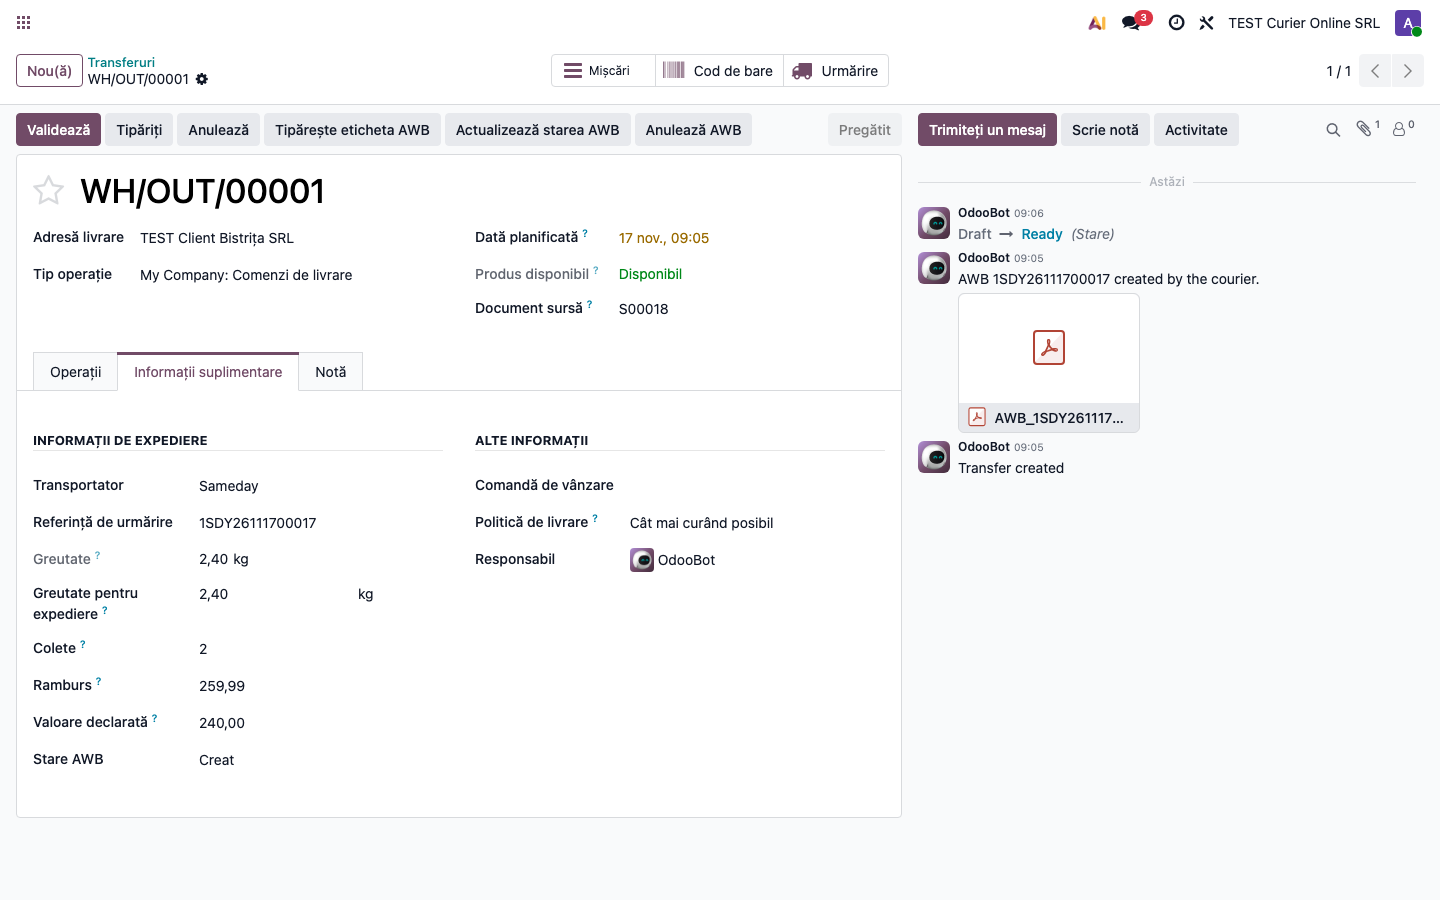 3
TEST Curier Online SRL
A
Nou(ă)
Transferuri
WH/OUT/00001
Mișcări
Cod de bare
Urmărire
1 / 1
Validează
Tipăriți
Anulează
Tipărește eticheta AWB
Actualizează starea AWB
Anulează AWB
Pregătit
Trimiteți un mesaj
Scrie notă
Activitate
1
0
WH/OUT/00001
Adresă livrare
TEST Client Bistrița SRL
Tip operație
My Company: Comenzi de livrare
Dată planificată ?
17 nov., 09:05
Produs disponibil ?
Disponibil
Document sursă ?
S00018
Operații
Informații suplimentare
Notă
INFORMAȚII DE EXPEDIERE
Transportator
Sameday
Referință de urmărire
1SDY26111700017
Greutate ?
2,40 kg
Greutate pentru
expediere ?
2,40 kg
Colete ?
2
Ramburs ?
259,99
Valoare declarată ?
240,00
Stare AWB
Creat
ALTE INFORMAȚII
Comandă de vânzare
Politică de livrare ?
Cât mai curând posibil
Responsabil
OdooBot
Astăzi
OdooBot 09:06
Draft → Ready (Stare)
OdooBot 09:05
AWB 1SDY26111700017 created by the courier.
AWB_1SDY261117...
OdooBot 09:05
Transfer created